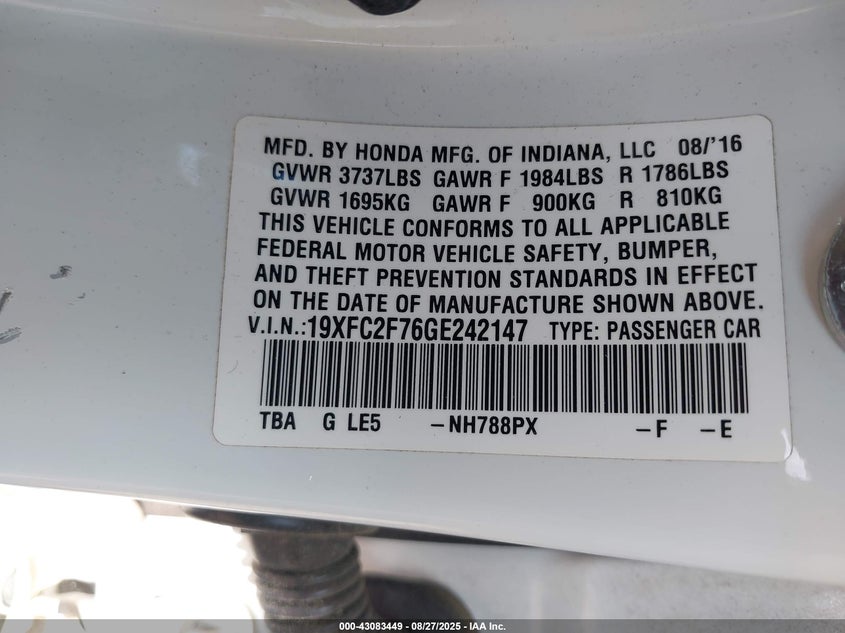 MFD. BY HONDA MFG. OF INDIANA, LLC 08/'16
GVWR 3737LBS GAWR F 1984LBS R 1786LBS
GVWR 1695KG GAWR F 900KG R 810KG
THIS VEHICLE CONFORMS TO ALL APPLICABLE
FEDERAL MOTOR VEHICLE SAFETY, BUMPER,
AND THEFT PREVENTION STANDARDS IN EFFECT
ON THE DATE OF MANUFACTURE SHOWN ABOVE.
V.I.N.:19XFC2F76GE242147 TYPE: PASSENGER CAR
TBA G LE5 -NH788PX -F -E
000-43083449 - 08/27/2025 - IAA Inc.